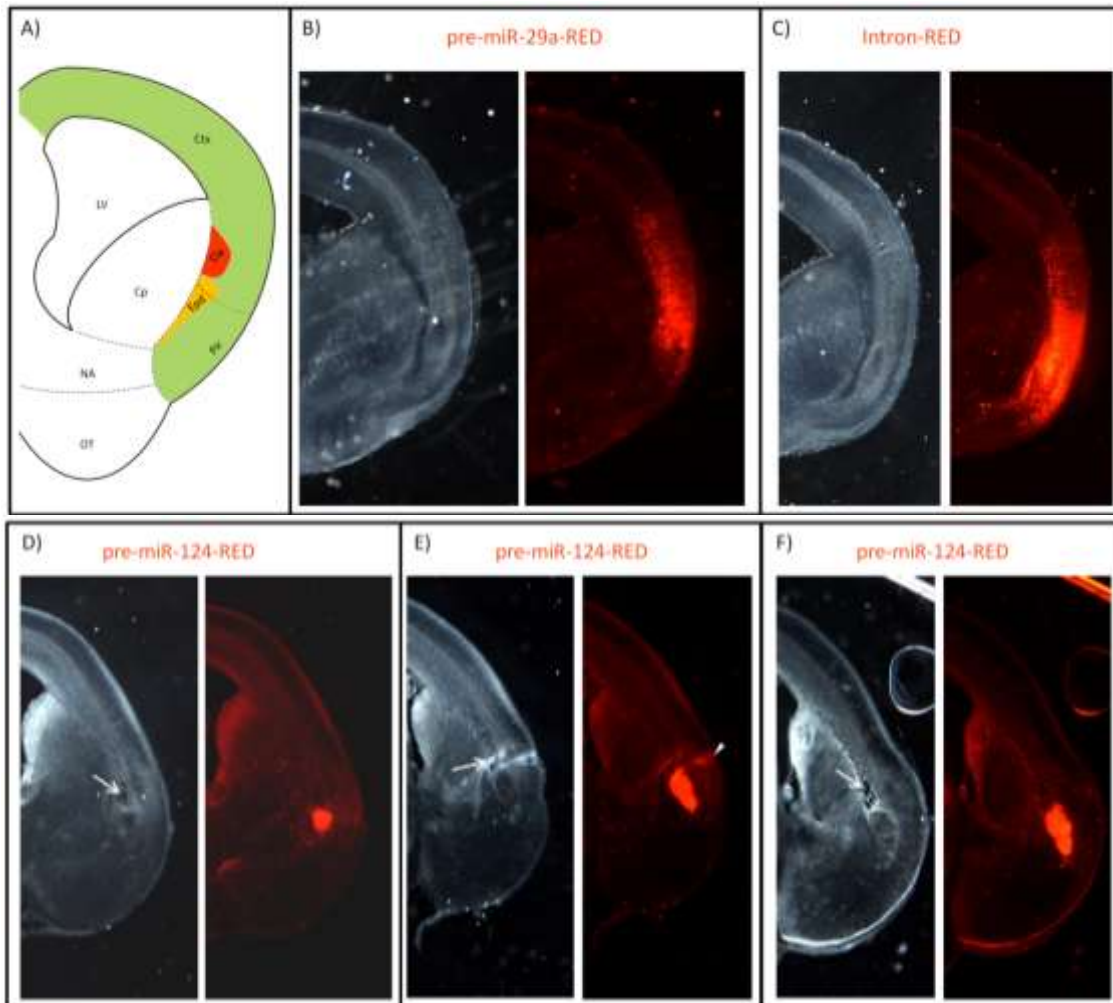 A)
Ctx
LV
Cp
NA
OT
B)
pre-miR-29a-RED
C)
Intron-RED
D)
pre-miR-124-RED
E)
pre-miR-124-RED
F)
pre-miR-124-RED